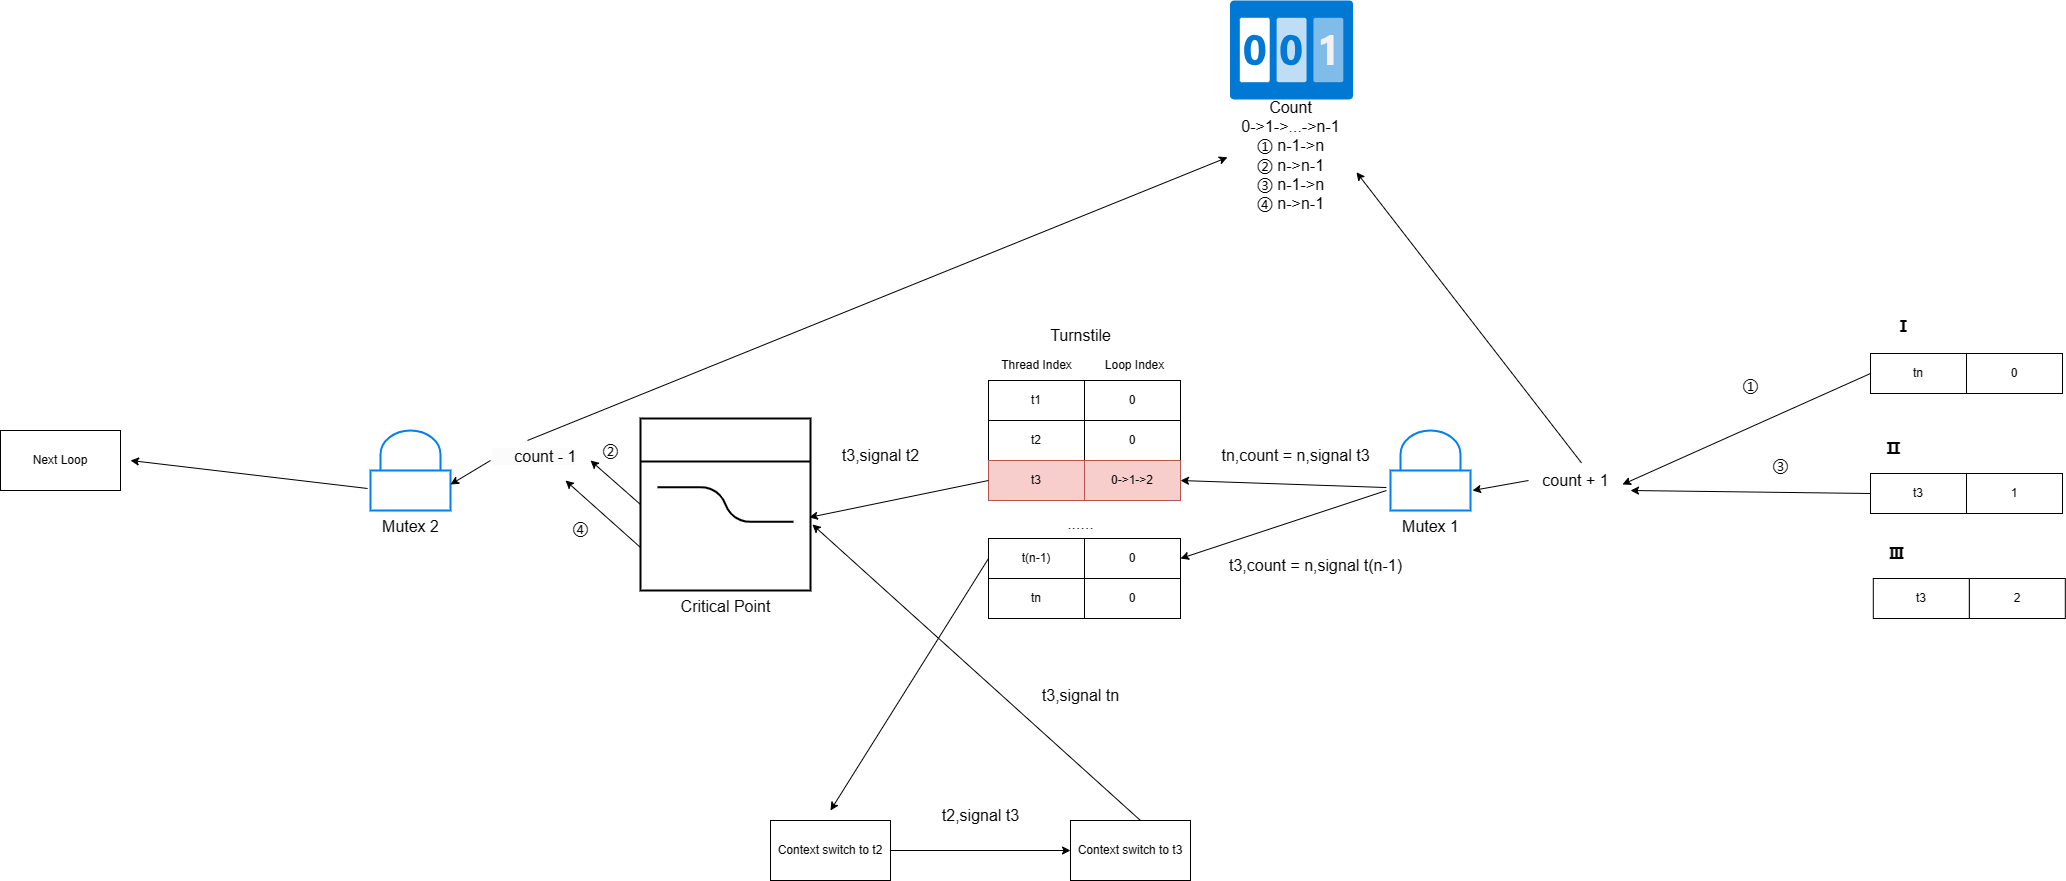 001
Count
0->1->...->n-1
① n-1->n
② n->n-1
③ n-1->n
④ n->n-1
Turnstile
Thread Index Loop Index
t1 0
t2 0
t3 0->1->2
......
t(n-1) 0
tn 0
I
tn 0
①
II
t3 1
③
III
t3 2
count + 1
Mutex 1
tn,count = n,signal t3
t3,count = n,signal t(n-1)
t3,signal t2
Critical Point
②
④
count - 1
Mutex 2
Next Loop
t3,signal tn
t2,signal t3
Context switch to t2
Context switch to t3